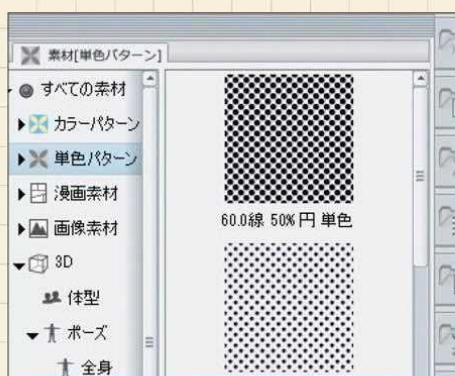 素材[単色パターン]
すべての素材
カラーパターン
単色パターン
漫画素材
画像素材
3D
体型
ポーズ
全身
60.0線 50% 円 単色